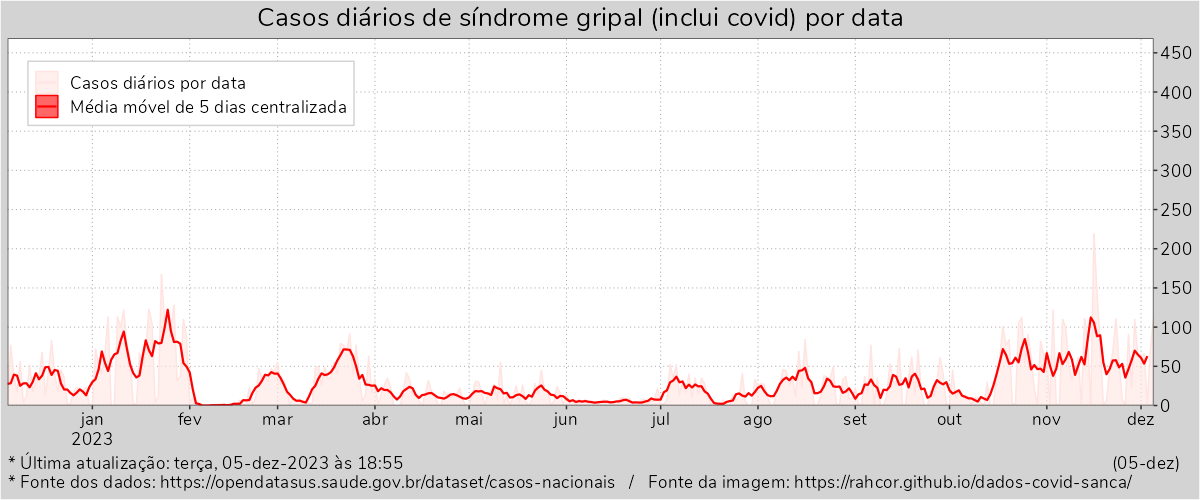 Casos diários de síndrome gripal (inclui covid) por data
Casos diários por data
Média móvel de 5 dias centralizada
450
400
350
300
250
200
150
100
50
0
jan fev mar abr mai jun jul ago set out nov dez
2023
* Última atualização: terça, 05-dez-2023 às 18:55 (05-dez)
* Fonte dos dados: https://opendatasus.saude.gov.br/dataset/casos-nacionais / Fonte da imagem: https://rahcor.github.io/dados-covid-sanca/